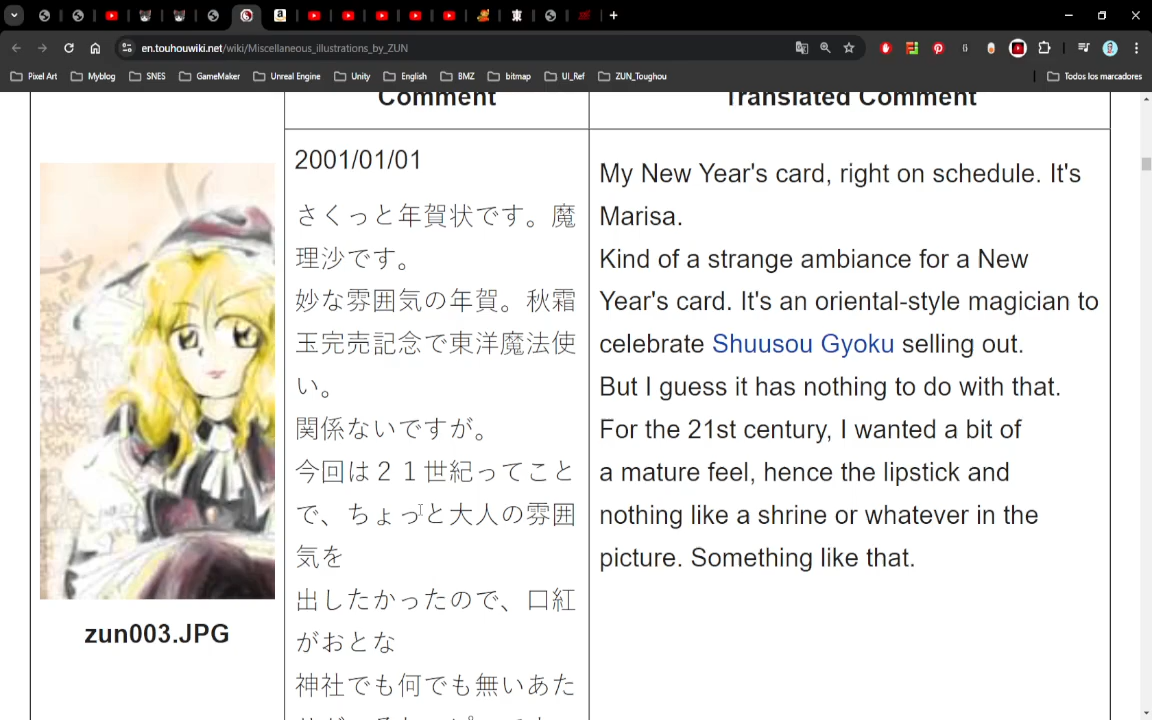 en.touhouwiki.net/wiki/Miscellaneous_illustrations_by_ZUN
Pixel Art
Myblog
SNES
GameMaker
Unreal Engine
Unity
English
BMZ
bitmap
UI_Ref
ZUN_Toughou
Todos los marcadores
Comment
Translated Comment
zun003.JPG
2001/01/01
さくっと年賀状です。魔
理沙です。
妙な雰囲気の年賀。秋霜
玉完売記念で東洋魔法使
い。
関係ないですが。
今回は２１世紀ってこと
で、ちょっと大人の雰囲
気を
出したかったので、口紅
がおとな
神社でも何でも無いあた
My New Year's card, right on schedule. It's
Marisa.
Kind of a strange ambiance for a New
Year's card. It's an oriental-style magician to
celebrate Shuusou Gyoku selling out.
But I guess it has nothing to do with that.
For the 21st century, I wanted a bit of
a mature feel, hence the lipstick and
nothing like a shrine or whatever in the
picture. Something like that.